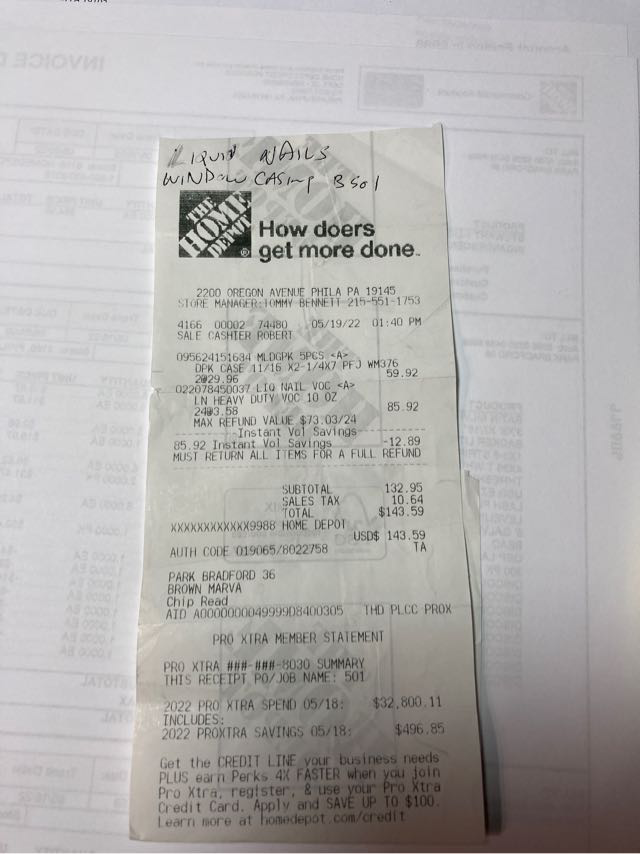 LIQUID NAILS
WINDOW CASING B501
THE HOME DEPOT
How doers
get more done.
2200 OREGON AVENUE PHILA PA 19145
STORE MANAGER:TOMMY BENNETT 215-551-1753
4166 00002 74480 05/19/22 01:40 PM
SALE CASHIER ROBERT
095624151634 MLDGPK 5PCS <A>
DPK CASE 11/16 X2-1/4X7 PFJ WM376
2@29.96 59.92
022078450037 LIQ NAIL VOC <A>
LN HEAVY DUTY VOC 10 OZ
24@3.58 85.92
MAX REFUND VALUE $73.03/24
Instant Vol Savings
85.92 Instant Vol Savings -12.89
MUST RETURN ALL ITEMS FOR A FULL REFUND
SUBTOTAL 132.95
SALES TAX 10.64
TOTAL $143.59
XXXXXXXXXXXX9988 HOME DEPOT
USD$ 143.59
AUTH CODE 019065/8022758 TA
PARK BRADFORD 36
BROWN MARVA
Chip Read
AID A0000000049999D8400305 THD PLCC PROX
PRO XTRA MEMBER STATEMENT
PRO XTRA ###-###-8030 SUMMARY
THIS RECEIPT PO/JOB NAME: 501
2022 PRO XTRA SPEND 05/18: $32,800.11
INCLUDES:
2022 PROXTRA SAVINGS 05/18: $496.85
Get the CREDIT LINE your business needs
PLUS earn Perks 4X FASTER when you join
Pro Xtra, register, & use your Pro Xtra
Credit Card. Apply and SAVE UP TO $100.
Learn more at homedepot.com/credit